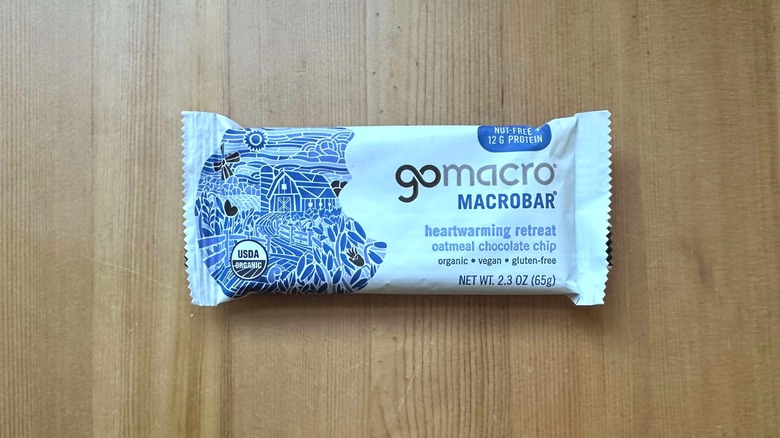 NUT-FREE +
12 G PROTEIN
gomacro®
MACROBAR®
heartwarming retreat
oatmeal chocolate chip
organic • vegan • gluten-free
NET WT. 2.3 OZ (65g)
USDA
ORGANIC